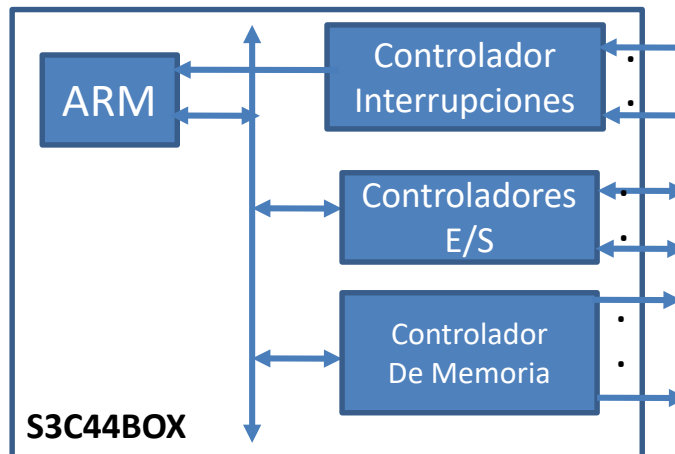 Controlador
Interrupciones
ARM
Controladores
E/S
Controlador
De Memoria
S3C44BOX